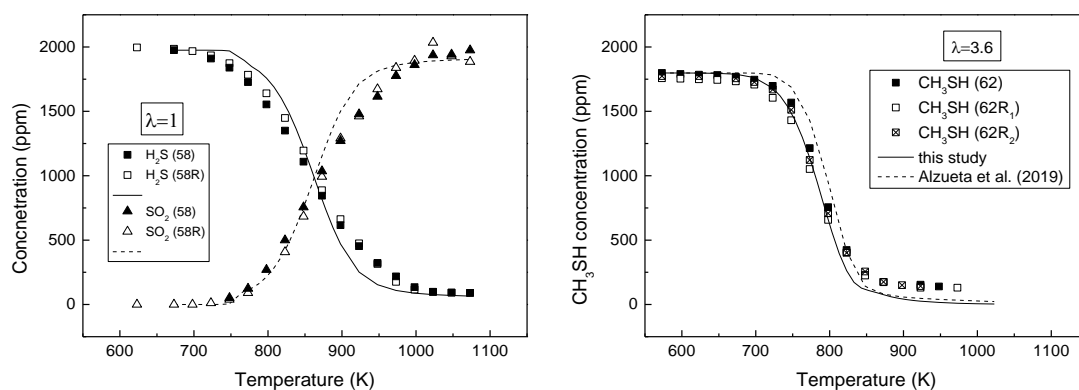 2000
1500
1000
500
0
Concnetration (ppm)
λ=1
H₂S (58)
H₂S (58R)
SO₂ (58)
SO₂ (58R)
600 700 800 900 1000 1100
Temperature (K)
2000
1500
1000
500
0
CH₃SH concentration (ppm)
λ=3.6
CH₃SH (62)
CH₃SH (62R₁)
CH₃SH (62R₂)
this study
Alzueta et al. (2019)
600 700 800 900 1000 1100
Temperature (K)